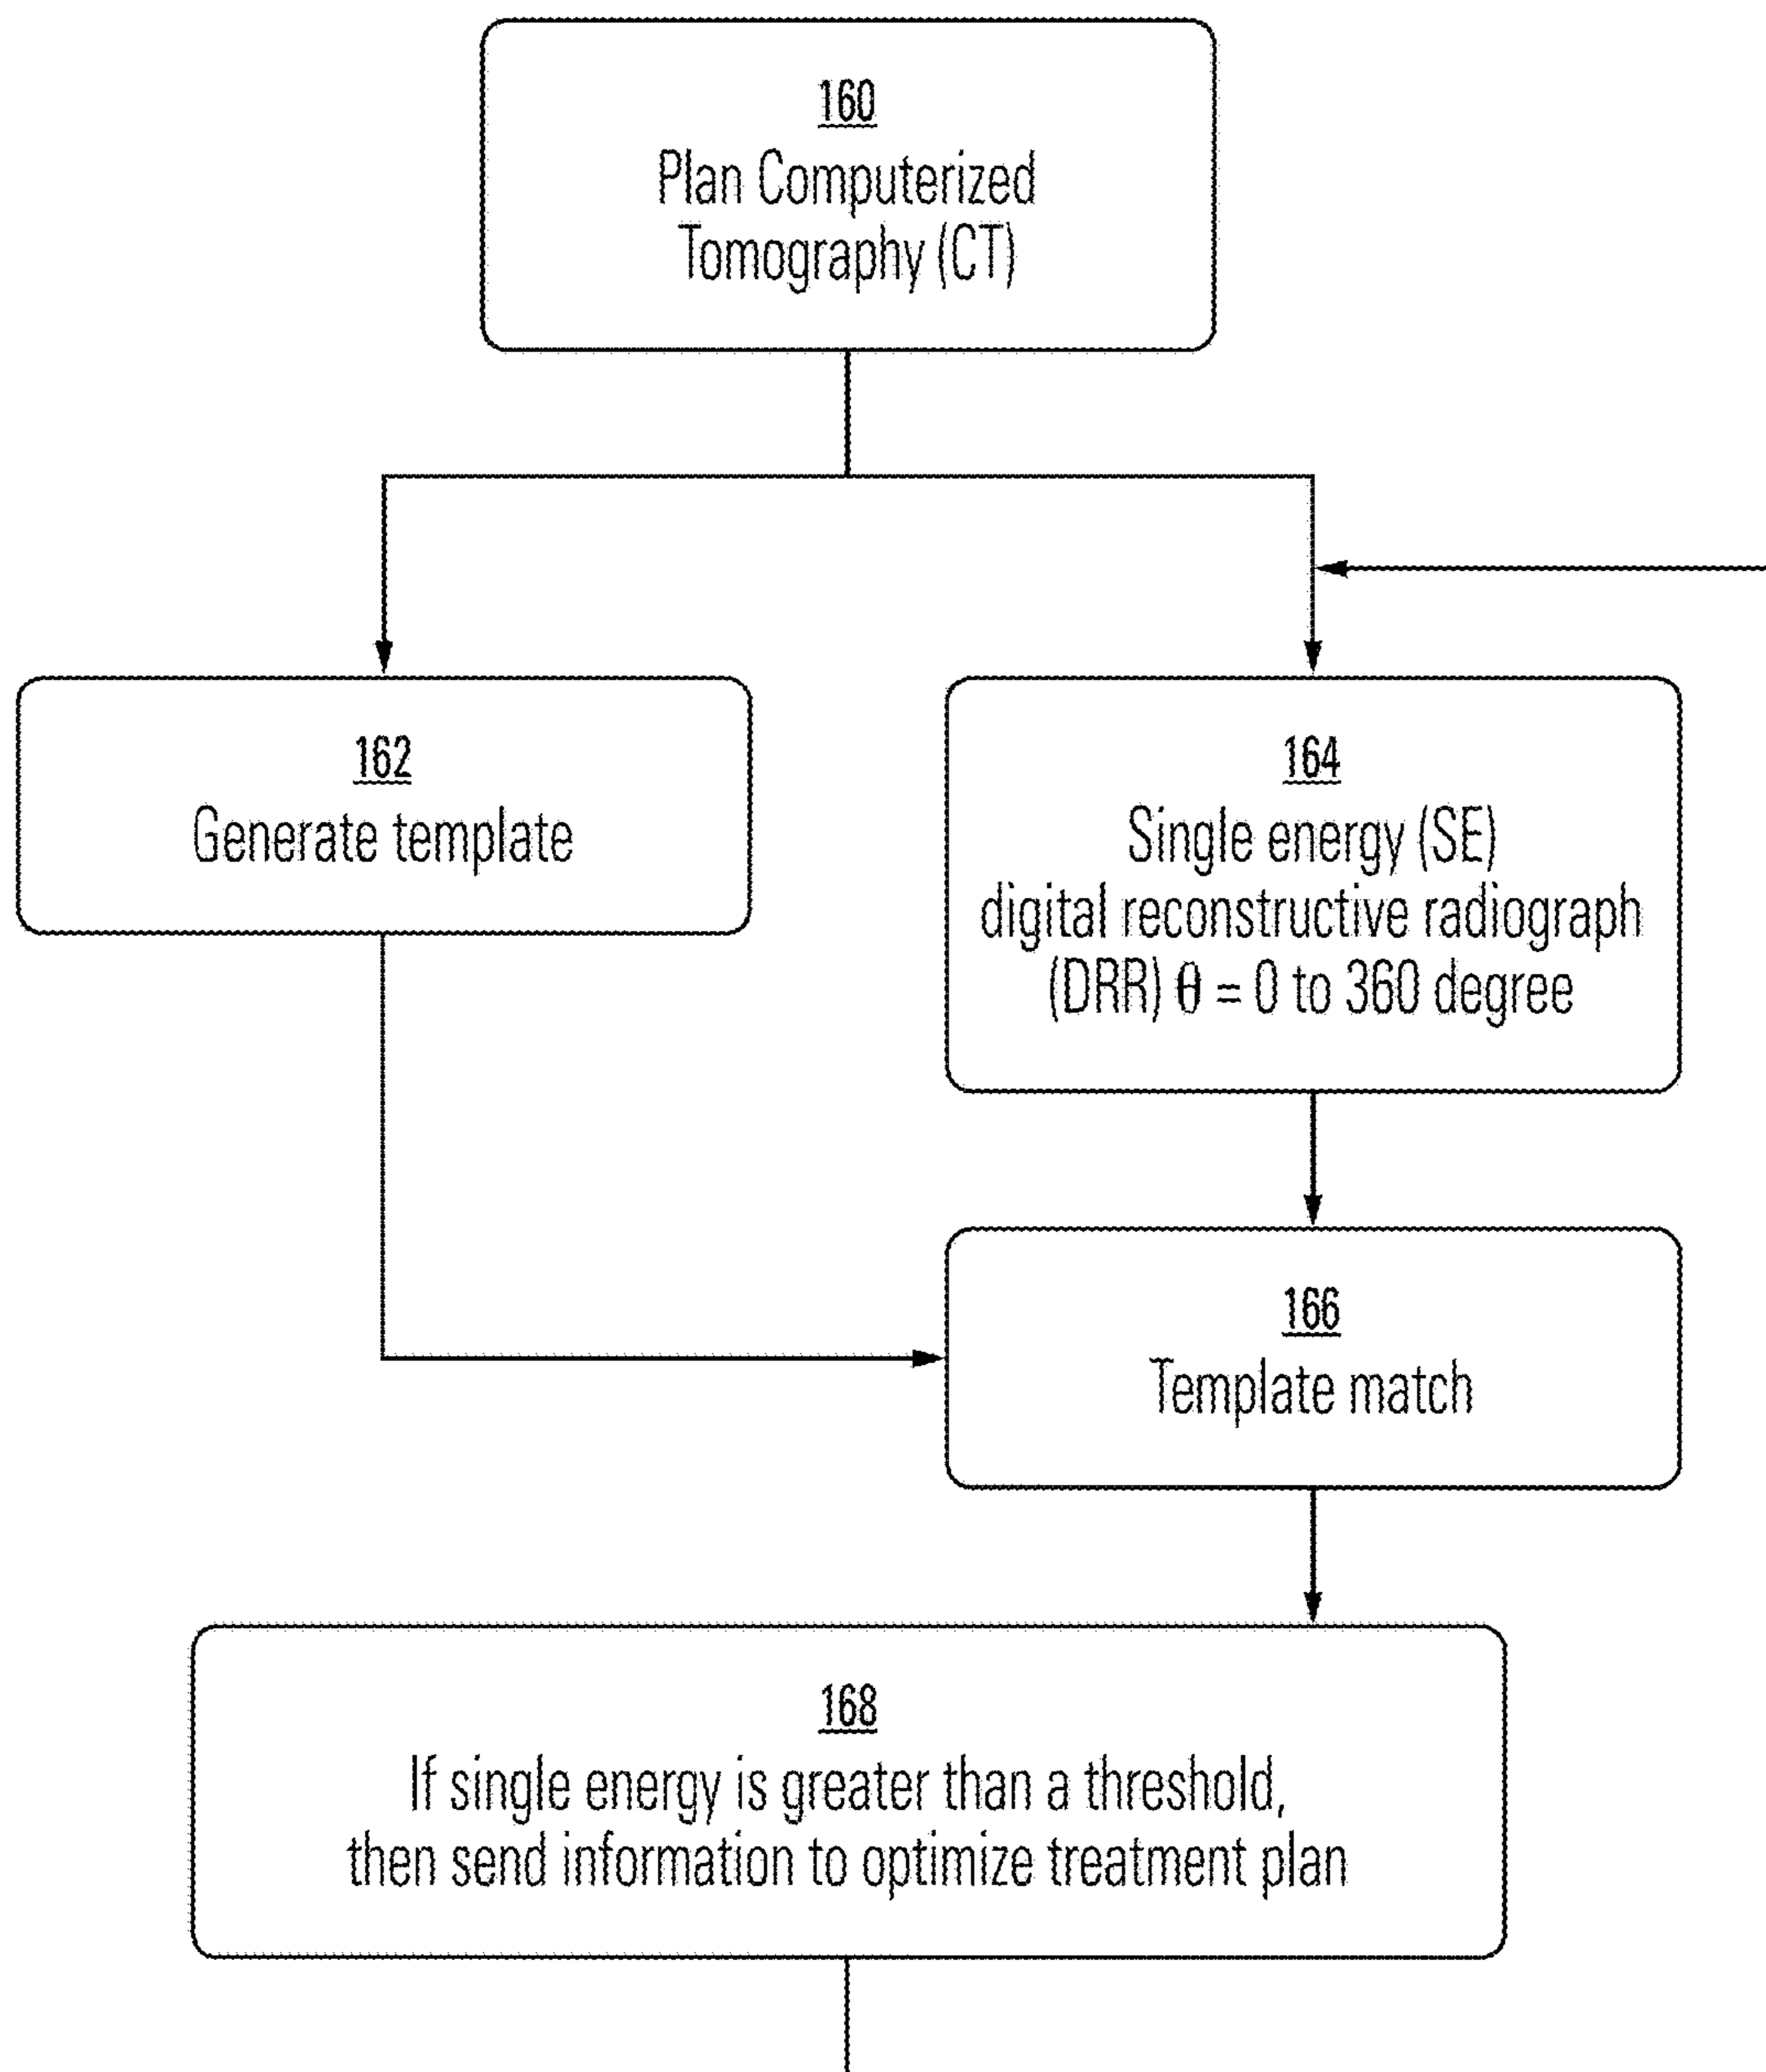 160
Plan Computerized
Tomography (CT)
162
Generate template
164
Single energy (SE)
digital reconstructive radiograph
(DRR) θ = 0 to 360 degree
166
Template match
168
If single energy is greater than a threshold,
then send information to optimize treatment plan